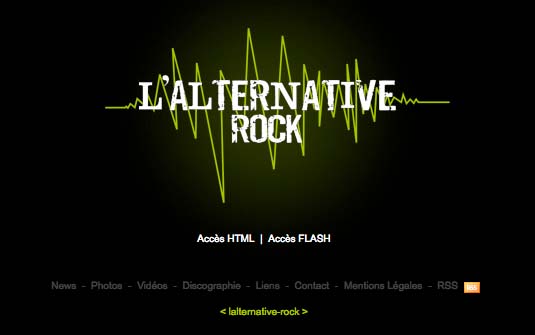 L'ALTERNATIVE
ROCK
Accès HTML | Accès FLASH
News - Photos - Vidéos - Discographie - Liens - Contact - Mentions Légales - RSS
< lalternative-rock >